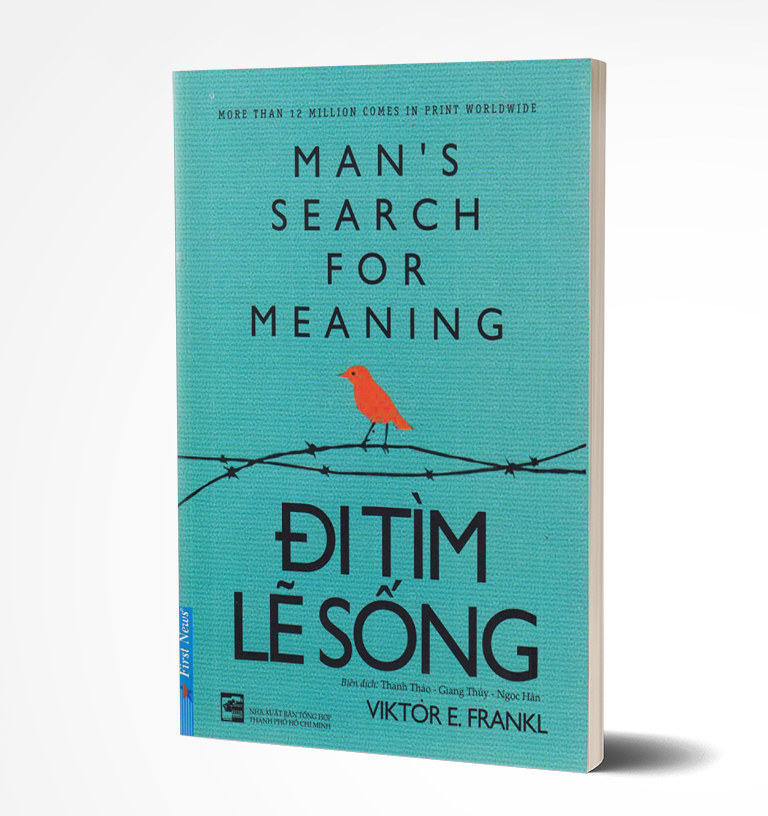 MORE THAN 12 MILLION COMES IN PRINT WORLDWIDE
MAN'S
SEARCH
FOR
MEANING
ĐI TÌM
LẼ SỐNG
Biên dịch: Thanh Thảo - Giang Thủy - Ngọc Hân
VIKTOR E. FRANKL
First News
NHÀ XUẤT BẢN TỔNG HỢP
THÀNH PHỐ HỒ CHÍ MINH